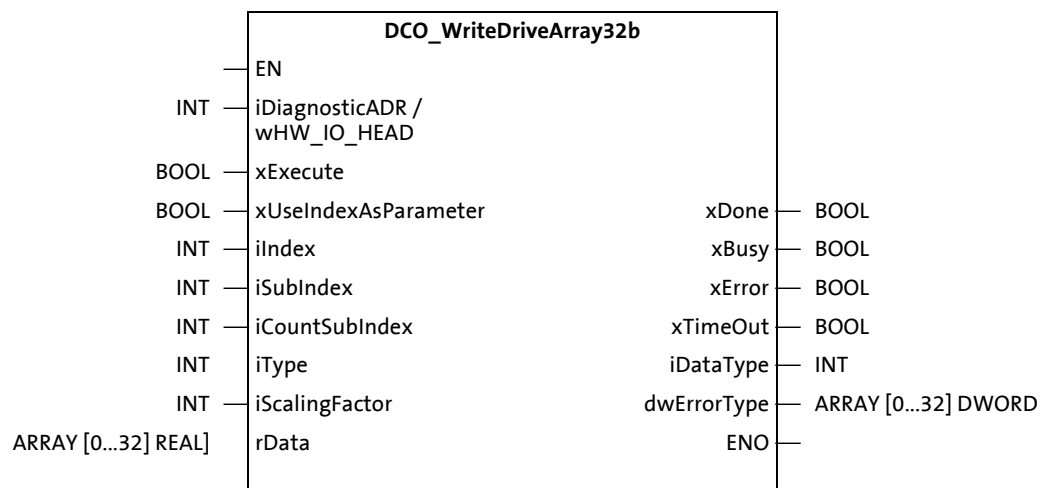 DCO_WriteDriveArray32b
EN
INT iDiagnosticADR /
wHW_IO_HEAD
BOOL xExecute
BOOL xUseIndexAsParameter xDone BOOL
INT iIndex xBusy BOOL
INT iSubIndex xError BOOL
INT iCountSubIndex xTimeOut BOOL
INT iType iDataType INT
INT iScalingFactor dwErrorType ARRAY [0...32] DWORD
ARRAY [0...32] REAL] rData ENO